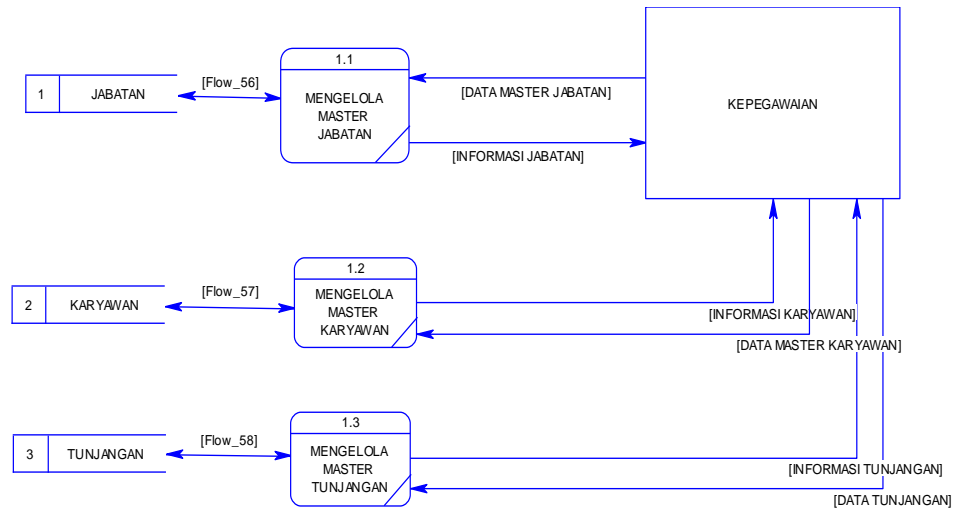 1.1
[Flow_56]
1
JABATAN
[DATA MASTER JABATAN]
MENGELOLA
MASTER
JABATAN
KEPEGAWAIAN
[INFORMASI JABATAN]
1.2
[Flow_57]
2
KARYAWAN
MENGELOLA
MASTER
KARYAWAN
[INFORMASI KARYAWAN]
[DATA MASTER KARYAWAN]
1.3
[Flow_58]
3
TUNJANGAN
MENGELOLA
MASTER
TUNJANGAN
[INFORMASI TUNJANGAN]
[DATA TUNJANGAN]